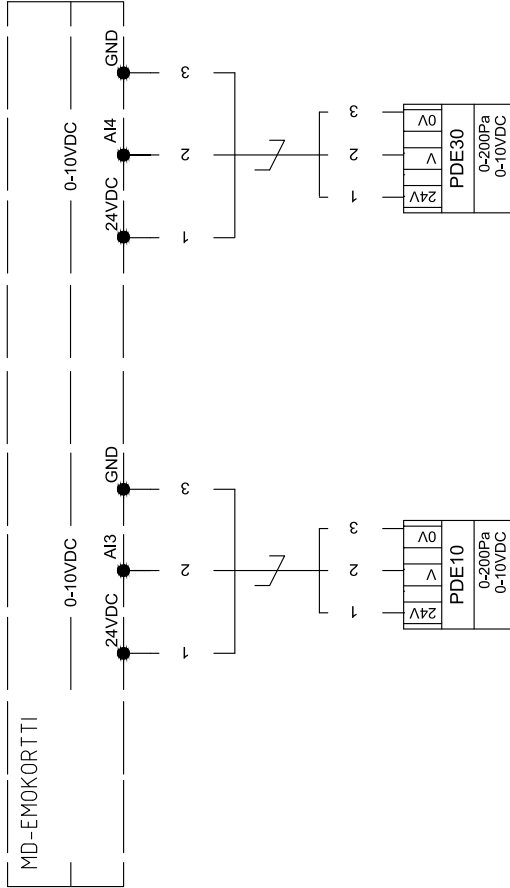 MD-EMOKORTTI
0-10VDC
24VDC
AI3
GND
1
2
3
1
2
3
24V
V
0V
PDE10
0-200Pa
0-10VDC
0-10VDC
24VDC
AI4
GND
1
2
3
1
2
3
24V
V
0V
PDE30
0-200Pa
0-10VDC